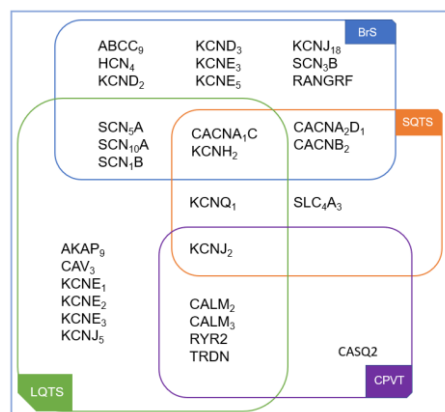 BrS
ABCC₉ KCND₃ KCNJ₁₈
HCN₄ KCNE₃ SCN₃B
KCND₂ KCNE₅ RANGRF
SQTS
SCN₅A CACNA₁C CACNA₂D₁
SCN₁₀A KCNH₂ CACNB₂
SCN₁B
KCNQ₁ SLC₄A₃
AKAP₉ KCNJ₂
CAV₃
KCNE₁
KCNE₂ CALM₂
KCNE₃ CALM₃
KCNJ₅ RYR2
TRDN CASQ2
LQTS CPVT